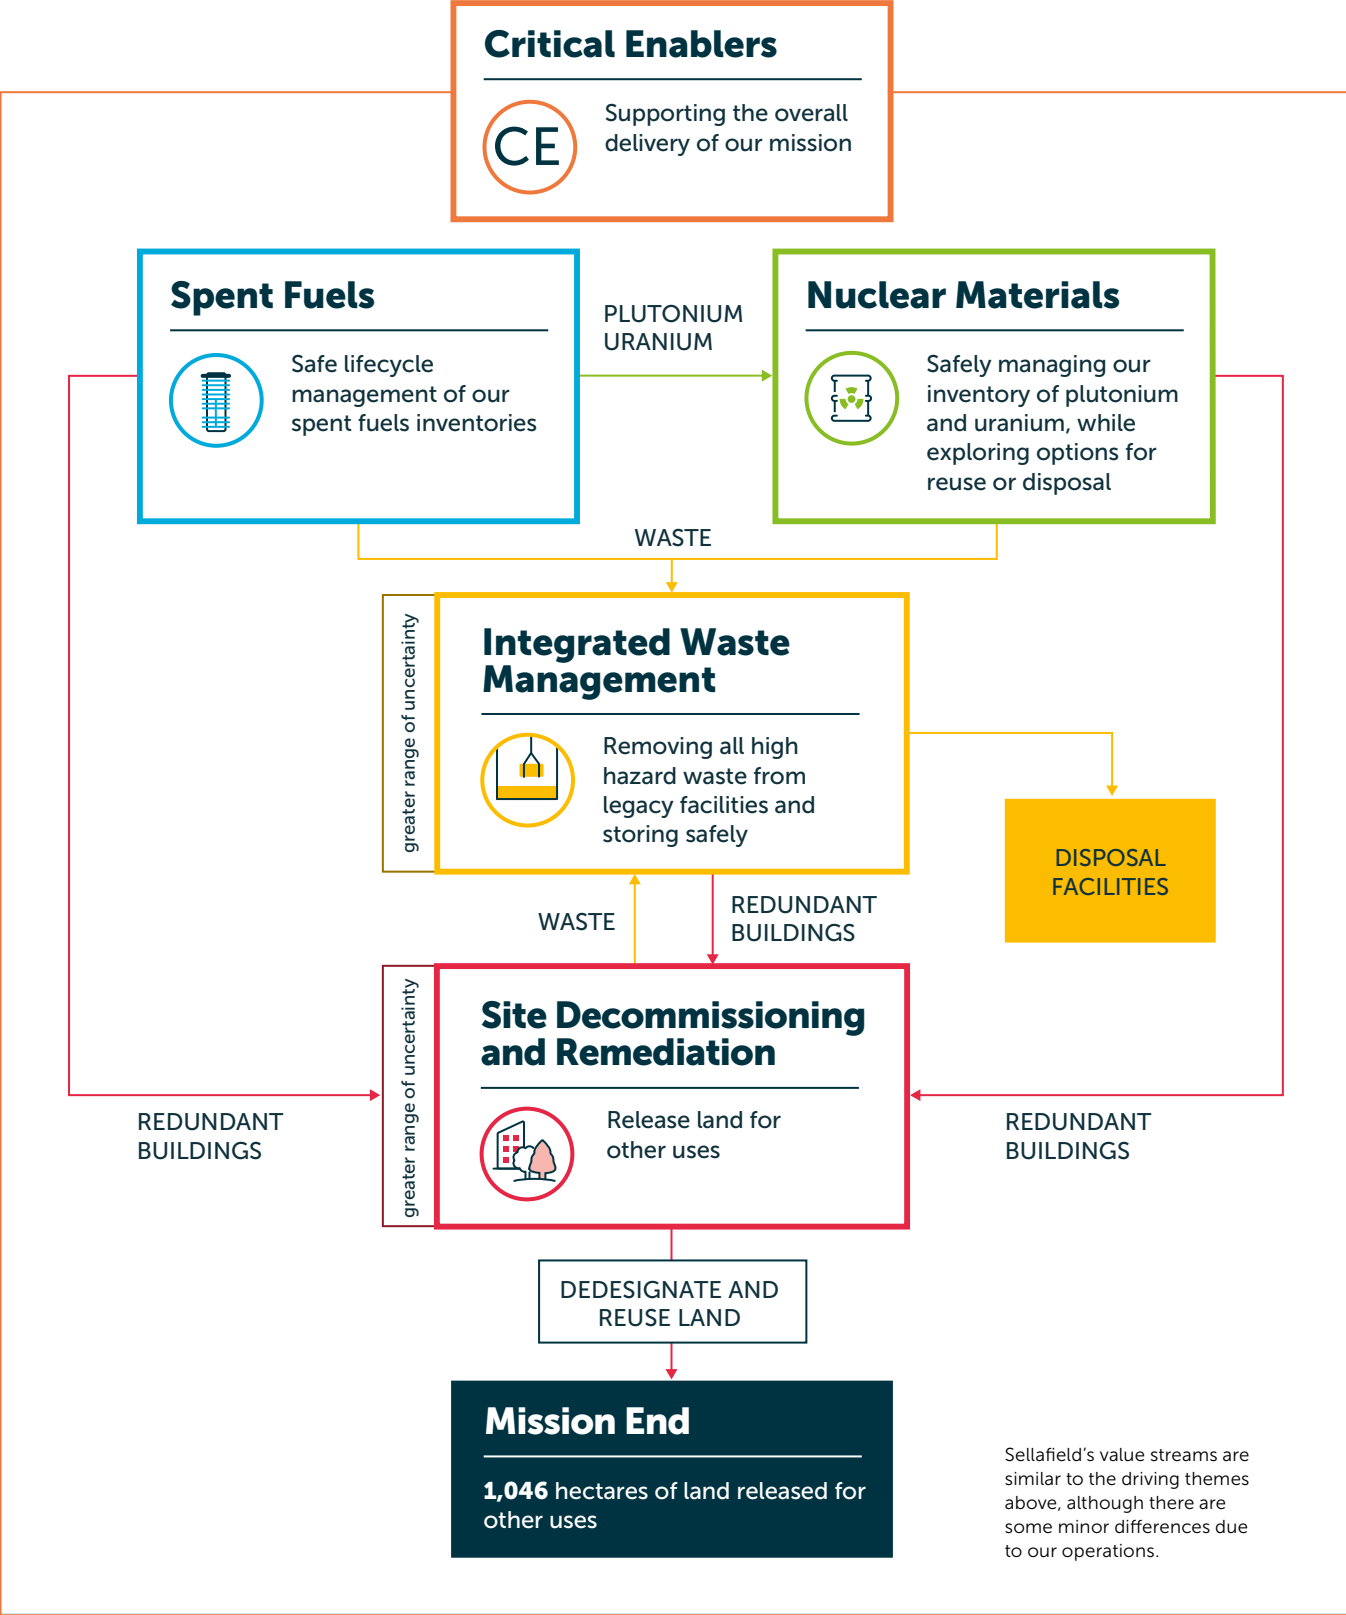 Critical Enablers
CE
Supporting the overall
delivery of our mission
Spent Fuels
Safe lifecycle
management of our
spent fuels inventories
PLUTONIUM
URANIUM
Nuclear Materials
Safely managing our
inventory of plutonium
and uranium, while
exploring options for
reuse or disposal
WASTE
greater range of uncertainty
Integrated Waste
Management
Removing all high
hazard waste from
legacy facilities and
storing safely
DISPOSAL
FACILITIES
WASTE
REDUNDANT
BUILDINGS
greater range of uncertainty
Site Decommissioning
and Remediation
Release land for
other uses
REDUNDANT
BUILDINGS
REDUNDANT
BUILDINGS
DEDESIGNATE AND
REUSE LAND
Mission End
1,046 hectares of land released for
other uses
Sellafield’s value streams are
similar to the driving themes
above, although there are
some minor differences due
to our operations.